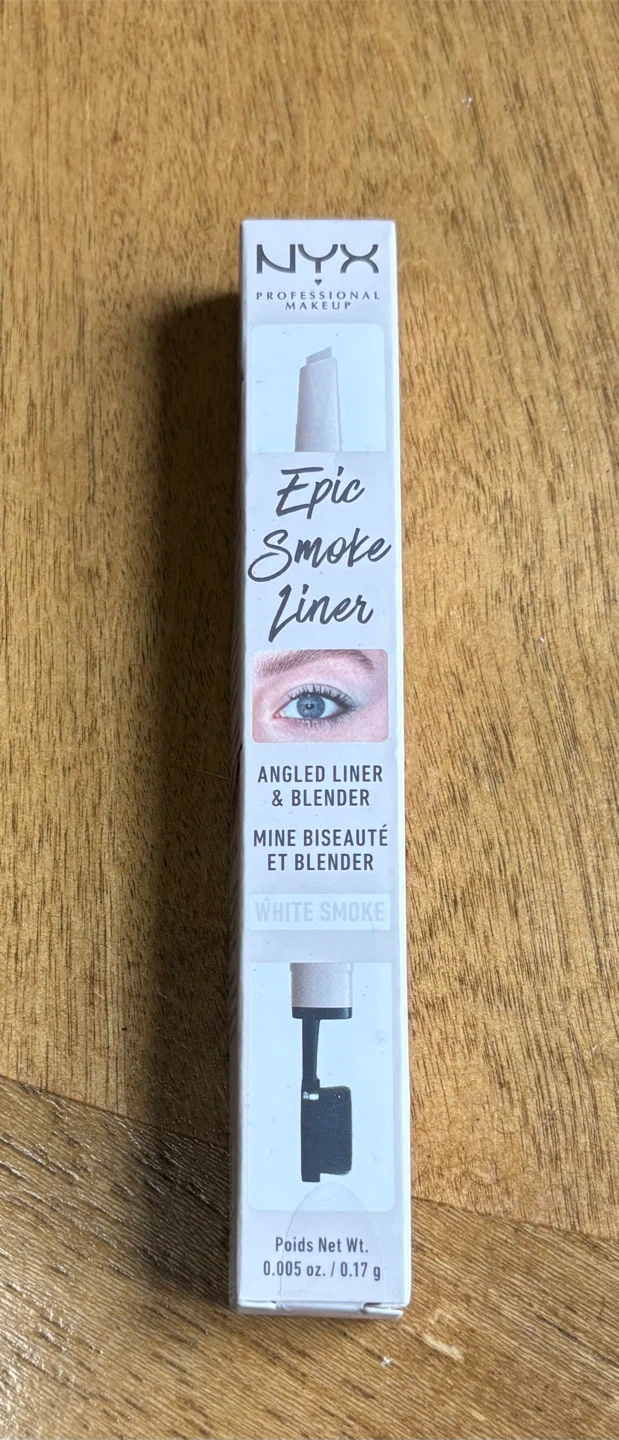 NYX
PROFESSIONAL
MAKEUP
Epic
Smoke
Liner
ANGLED LINER
& BLENDER
MINE BISEAUTÉ
ET BLENDER
WHITE SMOKE
Poids Net Wt.
0.005 oz. / 0.17 g